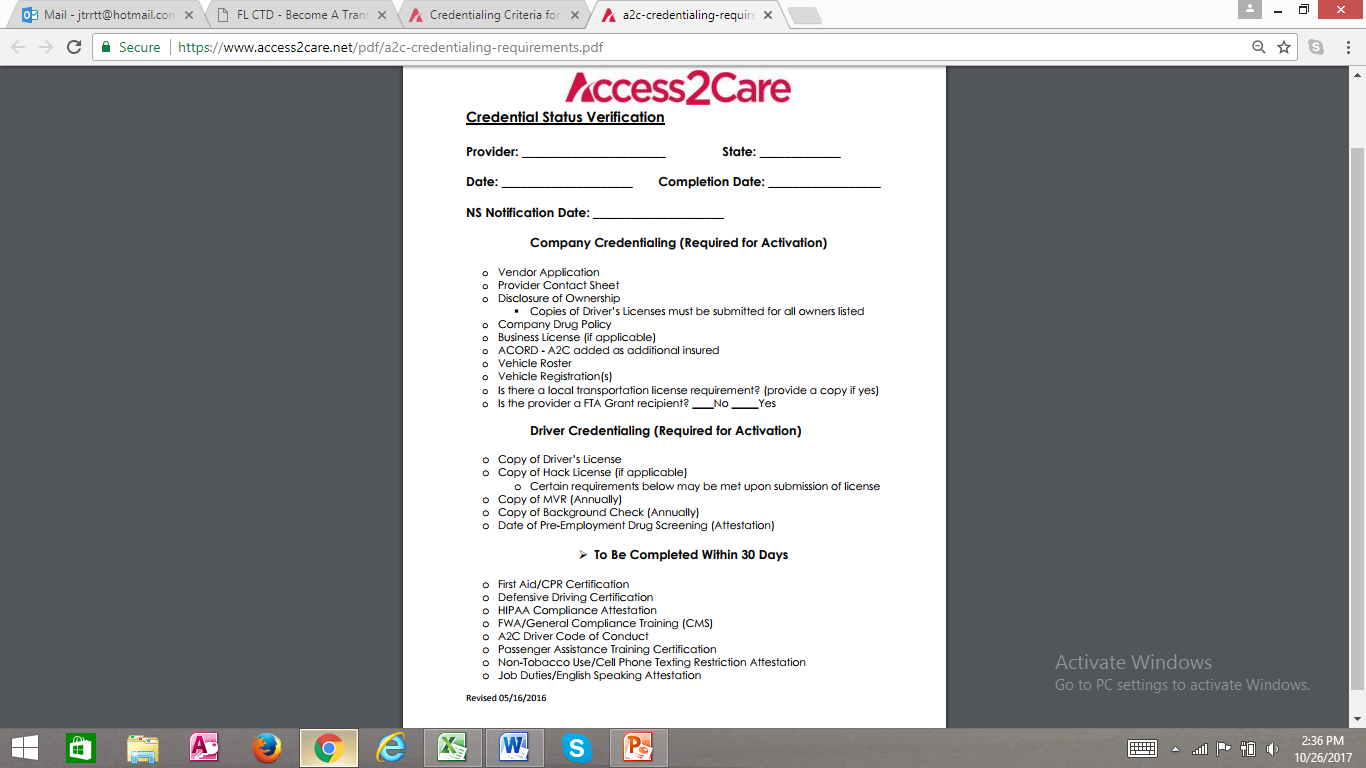 Mail - jtrrtt@hotmail.com
FL CTD - Become A Trans
Credentialing Criteria for
a2c-credentialing-require
Secure
https://www.access2care.net/pdf/a2c-credentialing-requirements.pdf
Access2Care
Credential Status Verification
Provider: ______________________ State: ____________
Date: ____________________ Completion Date: _________________
NS Notification Date: ____________________
Company Credentialing (Required for Activation)
o Vendor Application
o Provider Contact Sheet
o Disclosure of Ownership
▪ Copies of Driver's Licenses must be submitted for all owners listed
o Company Drug Policy
o Business License (if applicable)
o ACORD - A2C added as additional insured
o Vehicle Roster
o Vehicle Registration(s)
o Is there a local transportation license requirement? (provide a copy if yes)
o Is the provider a FTA Grant recipient? ____No _____Yes
Driver Credentialing (Required for Activation)
o Copy of Driver's License
o Copy of Hack License (if applicable)
o Certain requirements below may be met upon submission of license
o Copy of MVR (Annually)
o Copy of Background Check (Annually)
o Date of Pre-Employment Drug Screening (Attestation)
➢ To Be Completed Within 30 Days
o First Aid/CPR Certification
o Defensive Driving Certification
o HIPAA Compliance Attestation
o FWA/General Compliance Training (CMS)
o A2C Driver Code of Conduct
o Passenger Assistance Training Certification
o Non-Tobacco Use/Cell Phone Texting Restriction Attestation
o Job Duties/English Speaking Attestation
Revised 05/16/2016
Activate Windows
Go to PC settings to activate Windows.
2:36 PM
10/26/2017